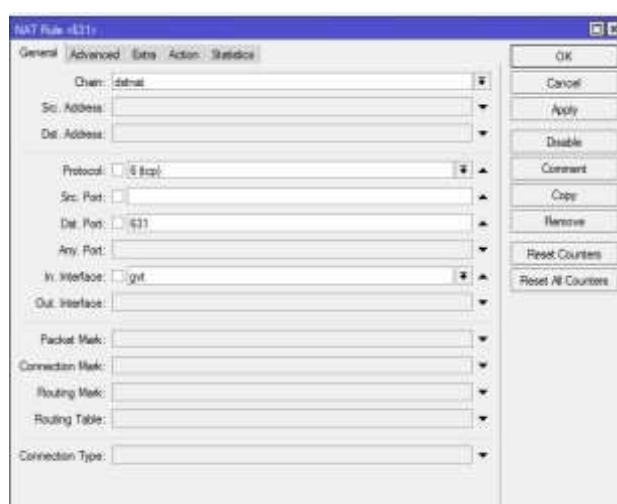 NAT Rule <631>
General Advanced Extra Action Statistics
Chain: dstnat
Src. Address:
Dst. Address:
Protocol: 6 (tcp)
Src. Port:
Dst. Port: 631
Any. Port:
In. Interface: gvt
Out. Interface:
Packet Mark:
Connection Mark:
Routing Mark:
Routing Table:
Connection Type:
OK
Cancel
Apply
Disable
Comment
Copy
Remove
Reset Counters
Reset All Counters